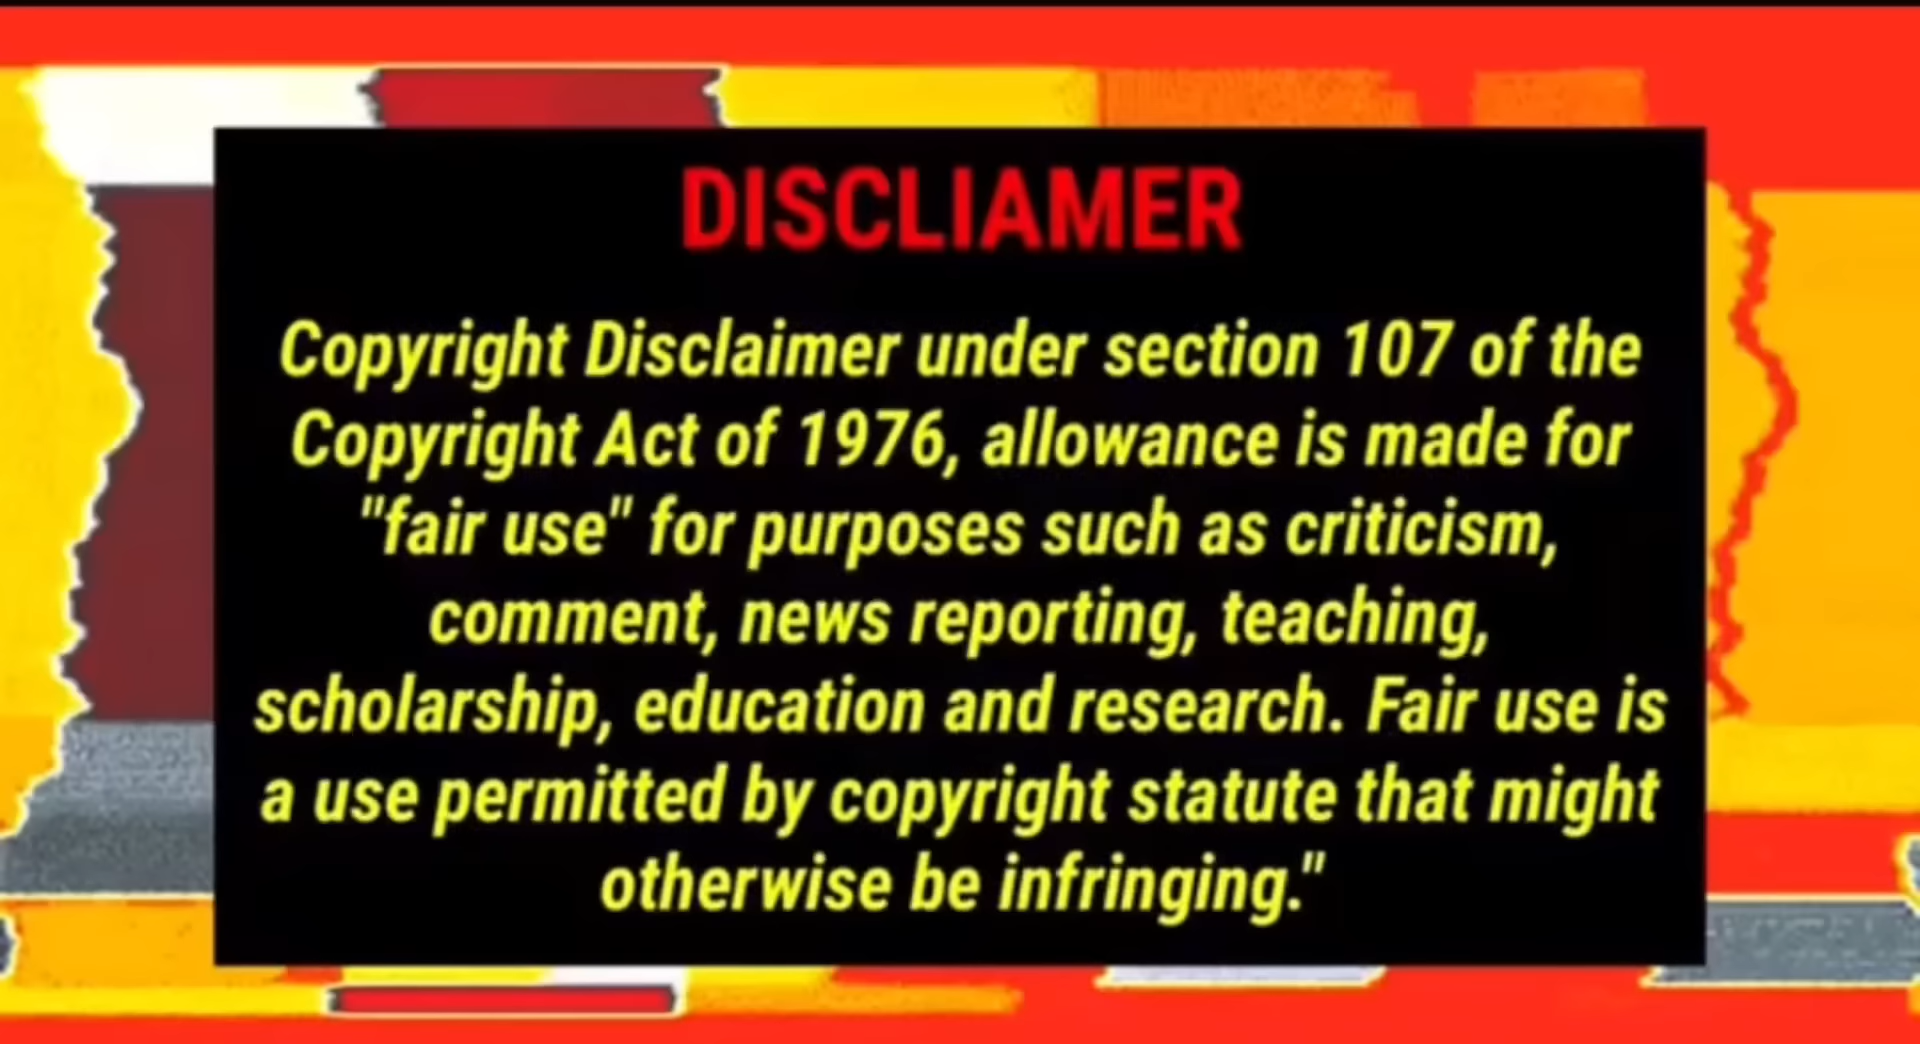 DISCLIAMER
Copyright Disclaimer under section 107 of the
Copyright Act of 1976, allowance is made for
"fair use" for purposes such as criticism,
comment, news reporting, teaching,
scholarship, education and research. Fair use is
a use permitted by copyright statute that might
otherwise be infringing."